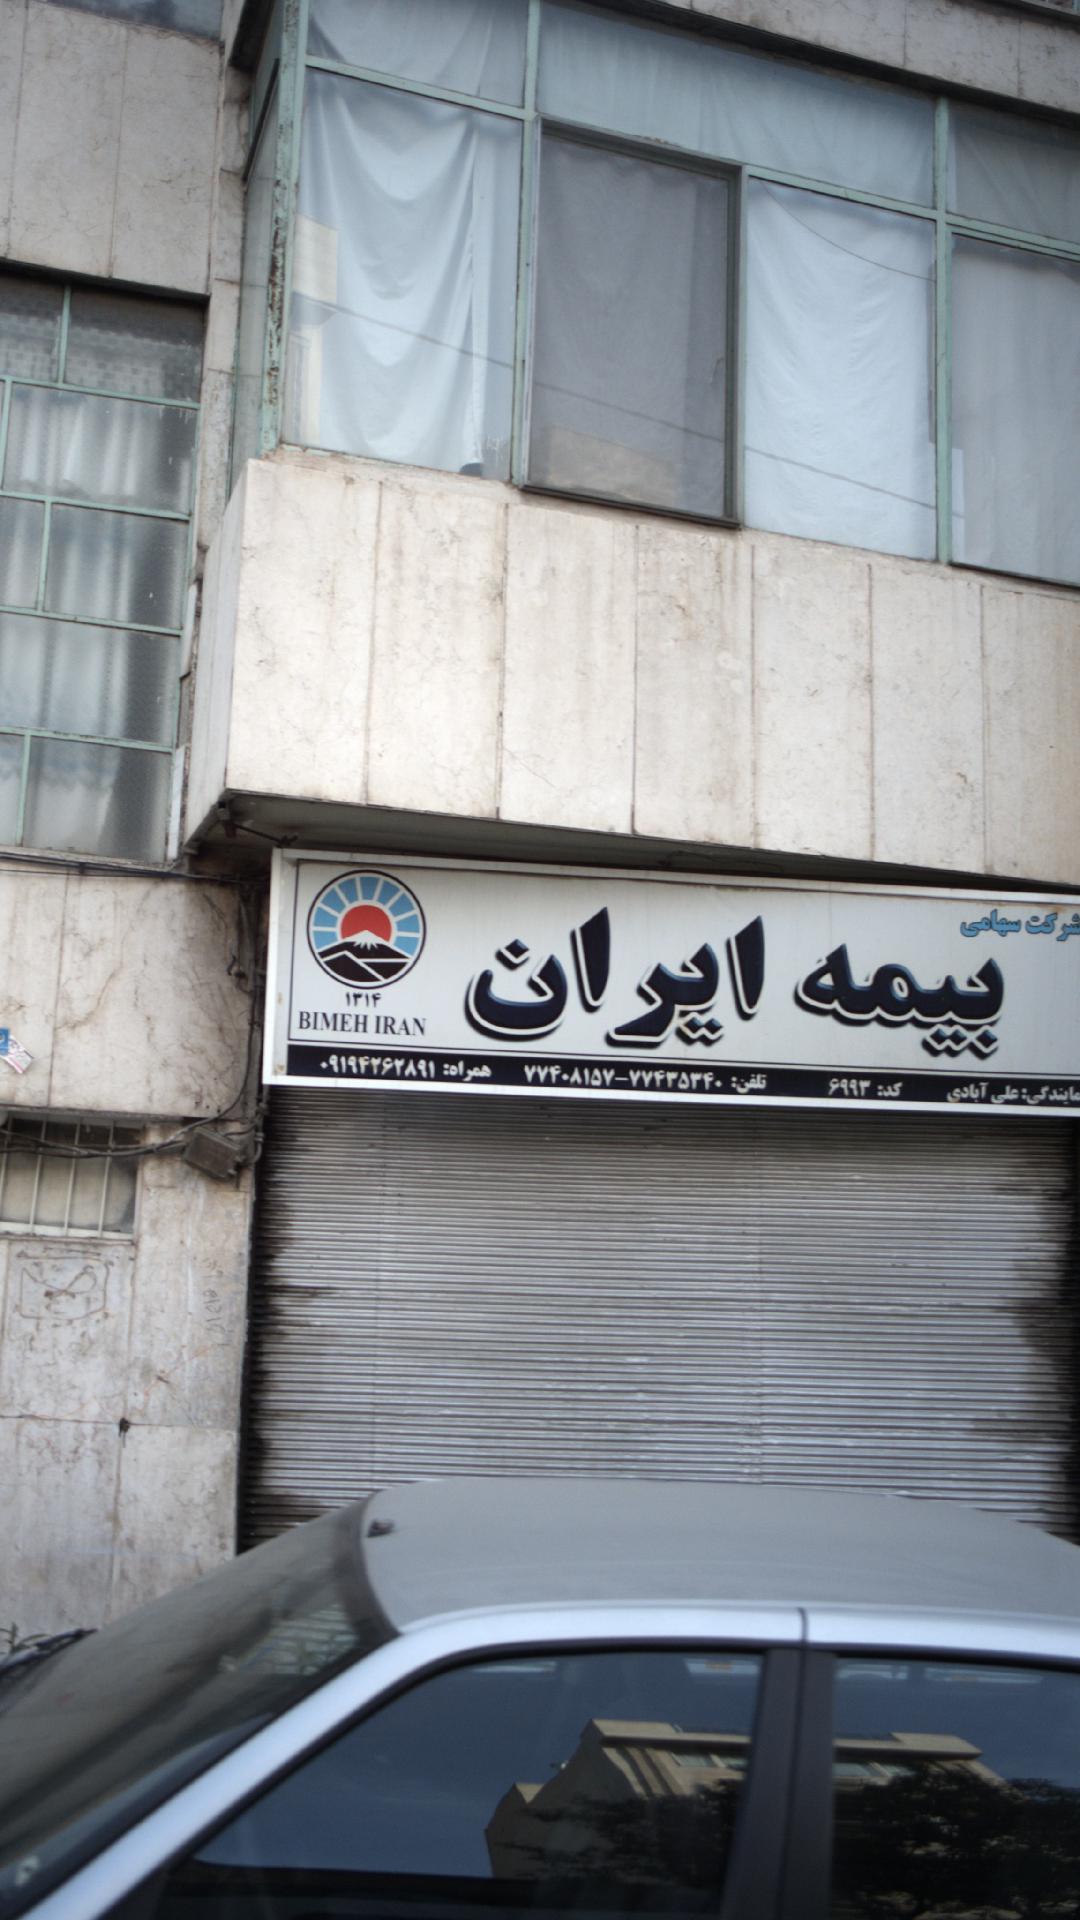 شرکت سهامی
بیمه ایران
۱۳۱۴
BIMEH IRAN
نمایندگی: علی آبادی کد: ۶۹۹۳ تلفن: ۷۷۴۳۵۳۴۰-۷۷۴۰۸۱۵۷ همراه: ۰۹۱۹۴۲۶۲۸۹۱